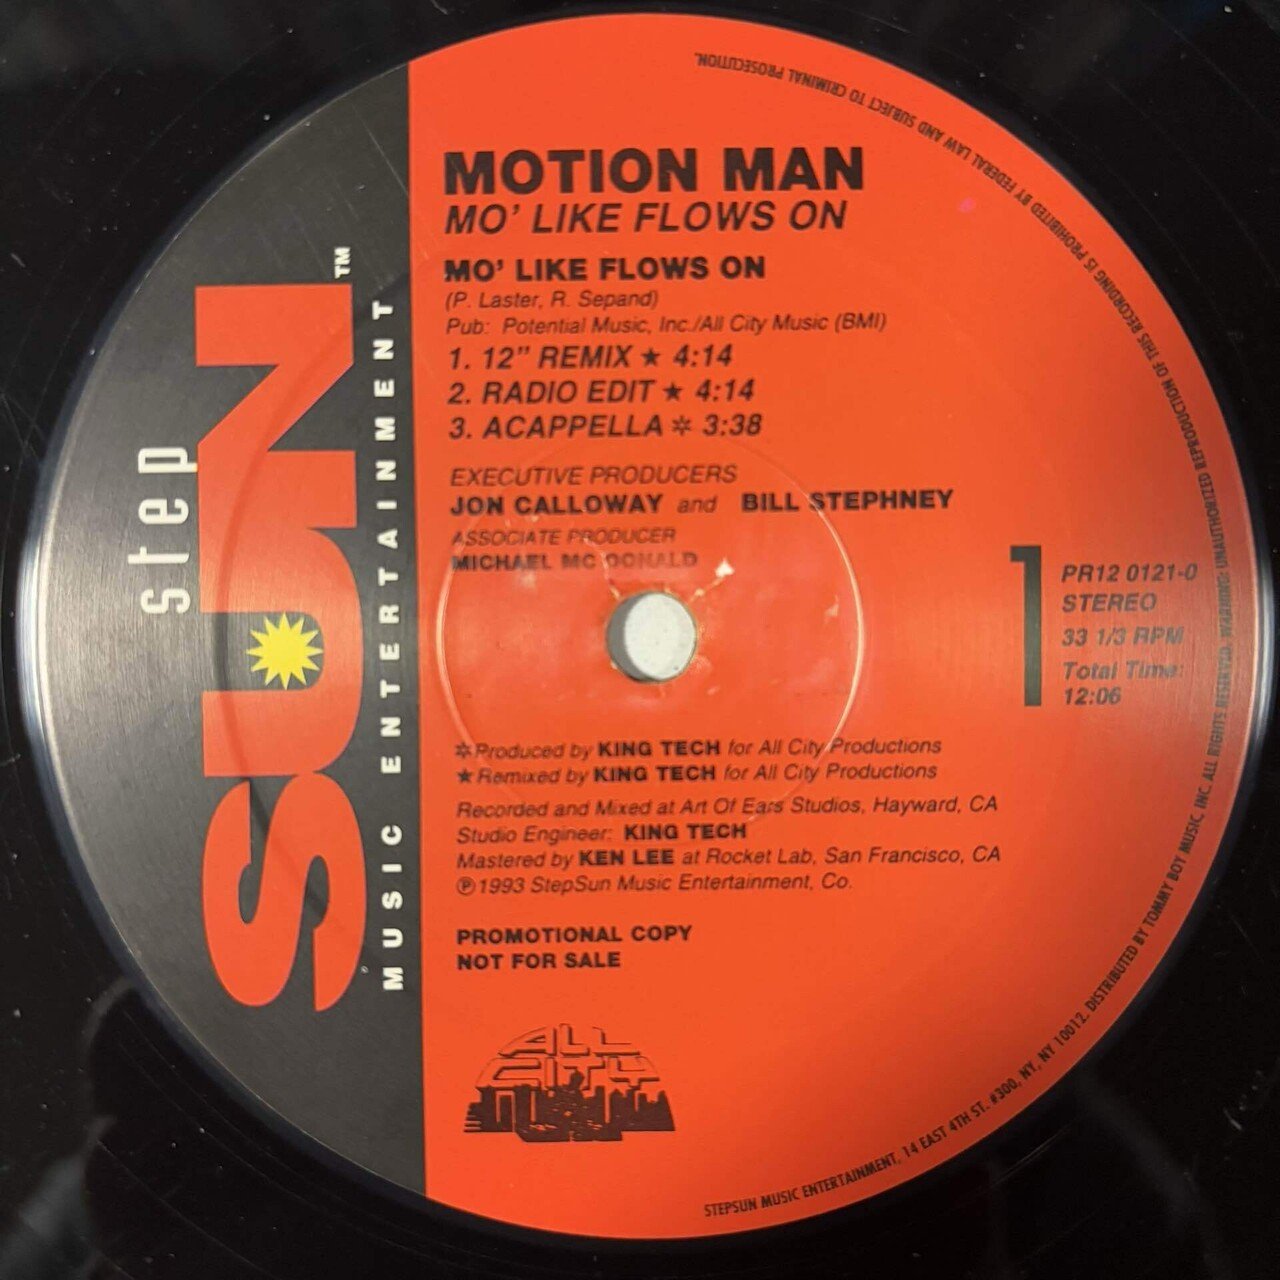 step
SUN™
MUSIC ENTERTAINMENT
MOTION MAN
MO' LIKE FLOWS ON
MO' LIKE FLOWS ON
(P. Laster, R. Sepand)
Pub: Potential Music, Inc./All City Music (BMI)
1. 12” REMIX ★ 4:14
2. RADIO EDIT ★ 4:14
3. ACAPPELLA ✡ 3:38
EXECUTIVE PRODUCERS
JON CALLOWAY and BILL STEPHNEY
ASSOCIATE PRODUCER
MICHAEL MC DONALD
1
PR12 0121-0
STEREO
33 1/3 RPM
Total Time:
12:06
✡Produced by KING TECH for All City Productions
★Remixed by KING TECH for All City Productions
Recorded and Mixed at Art Of Ears Studios, Hayward, CA
Studio Engineer: KING TECH
Mastered by KEN LEE at Rocket Lab, San Francisco, CA
℗1993 StepSun Music Entertainment, Co.
PROMOTIONAL COPY
NOT FOR SALE
ALL
CITY
STEPSUN MUSIC ENTERTAINMENT, 14 EAST 4TH ST. #300, NY, NY 10012. DISTRIBUTED BY TOMMY BOY MUSIC, INC. ALL RIGHTS RESERVED. WARNING: UNAUTHORIZED REPRODUCTION OF THIS RECORDING IS PROHIBITED BY FEDERAL LAW AND SUBJECT TO CRIMINAL PROSECUTION.